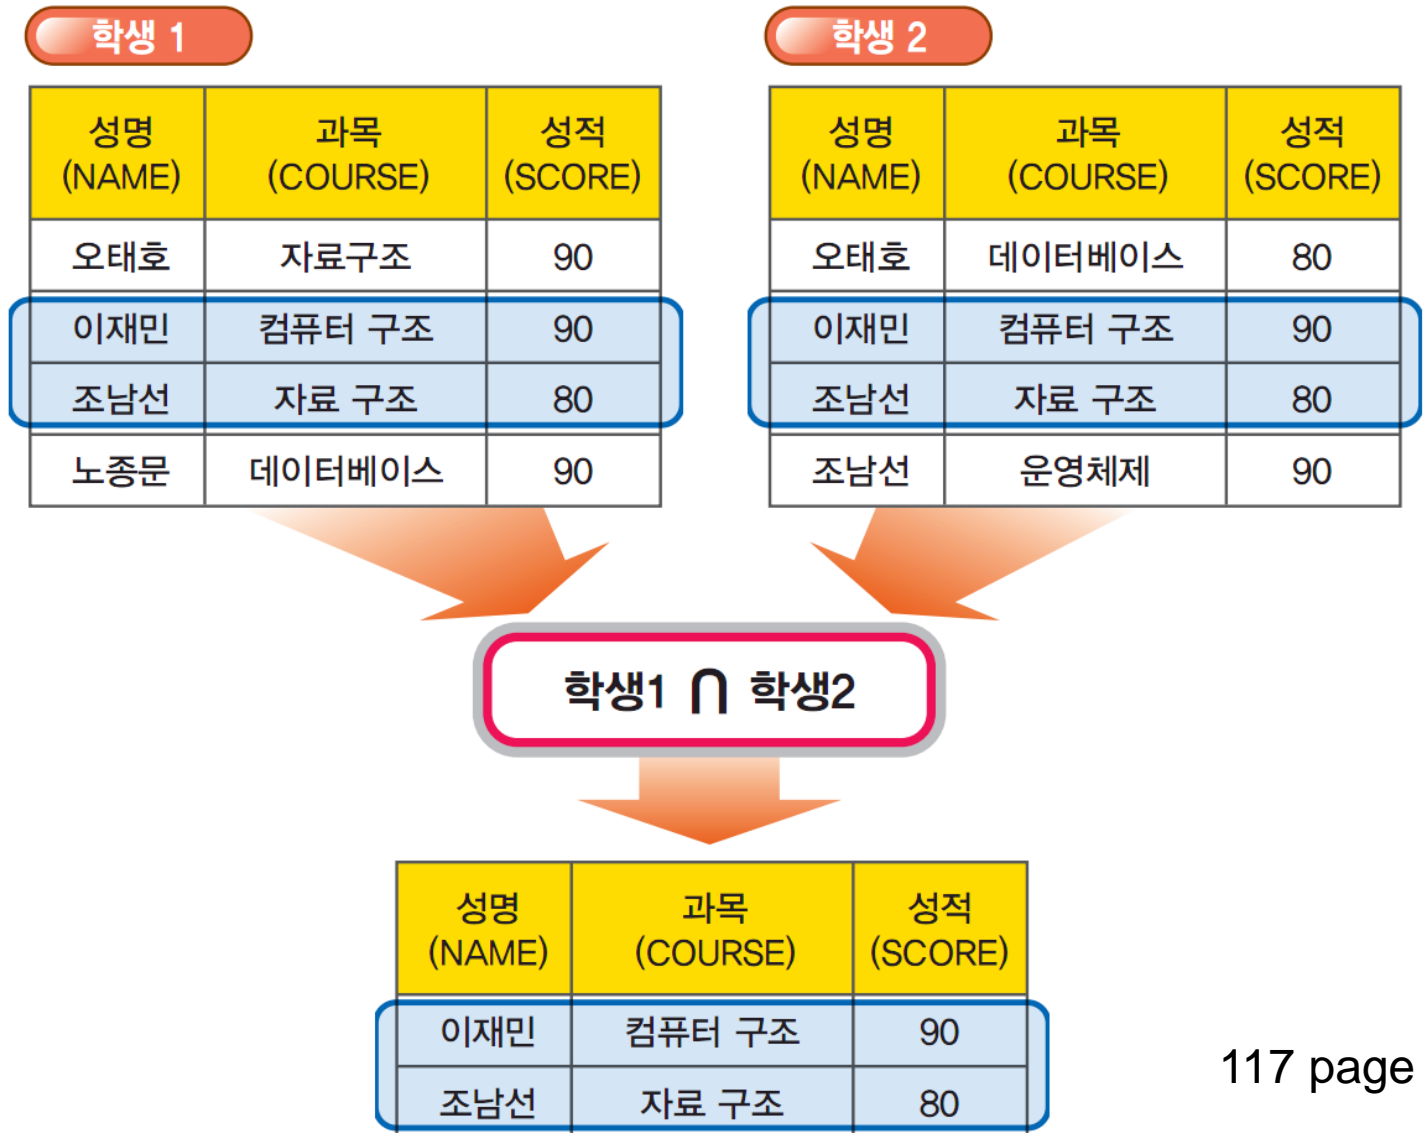 학생 1
성명
(NAME)
과목
(COURSE)
성적
(SCORE)
오태호 자료구조 90
이재민 컴퓨터 구조 90
조남선 자료 구조 80
노종문 데이터베이스 90
학생 2
성명
(NAME)
과목
(COURSE)
성적
(SCORE)
오태호 데이터베이스 80
이재민 컴퓨터 구조 90
조남선 자료 구조 80
조남선 운영체제 90
학생1 ∩ 학생2
성명
(NAME)
과목
(COURSE)
성적
(SCORE)
이재민 컴퓨터 구조 90
조남선 자료 구조 80
117 page